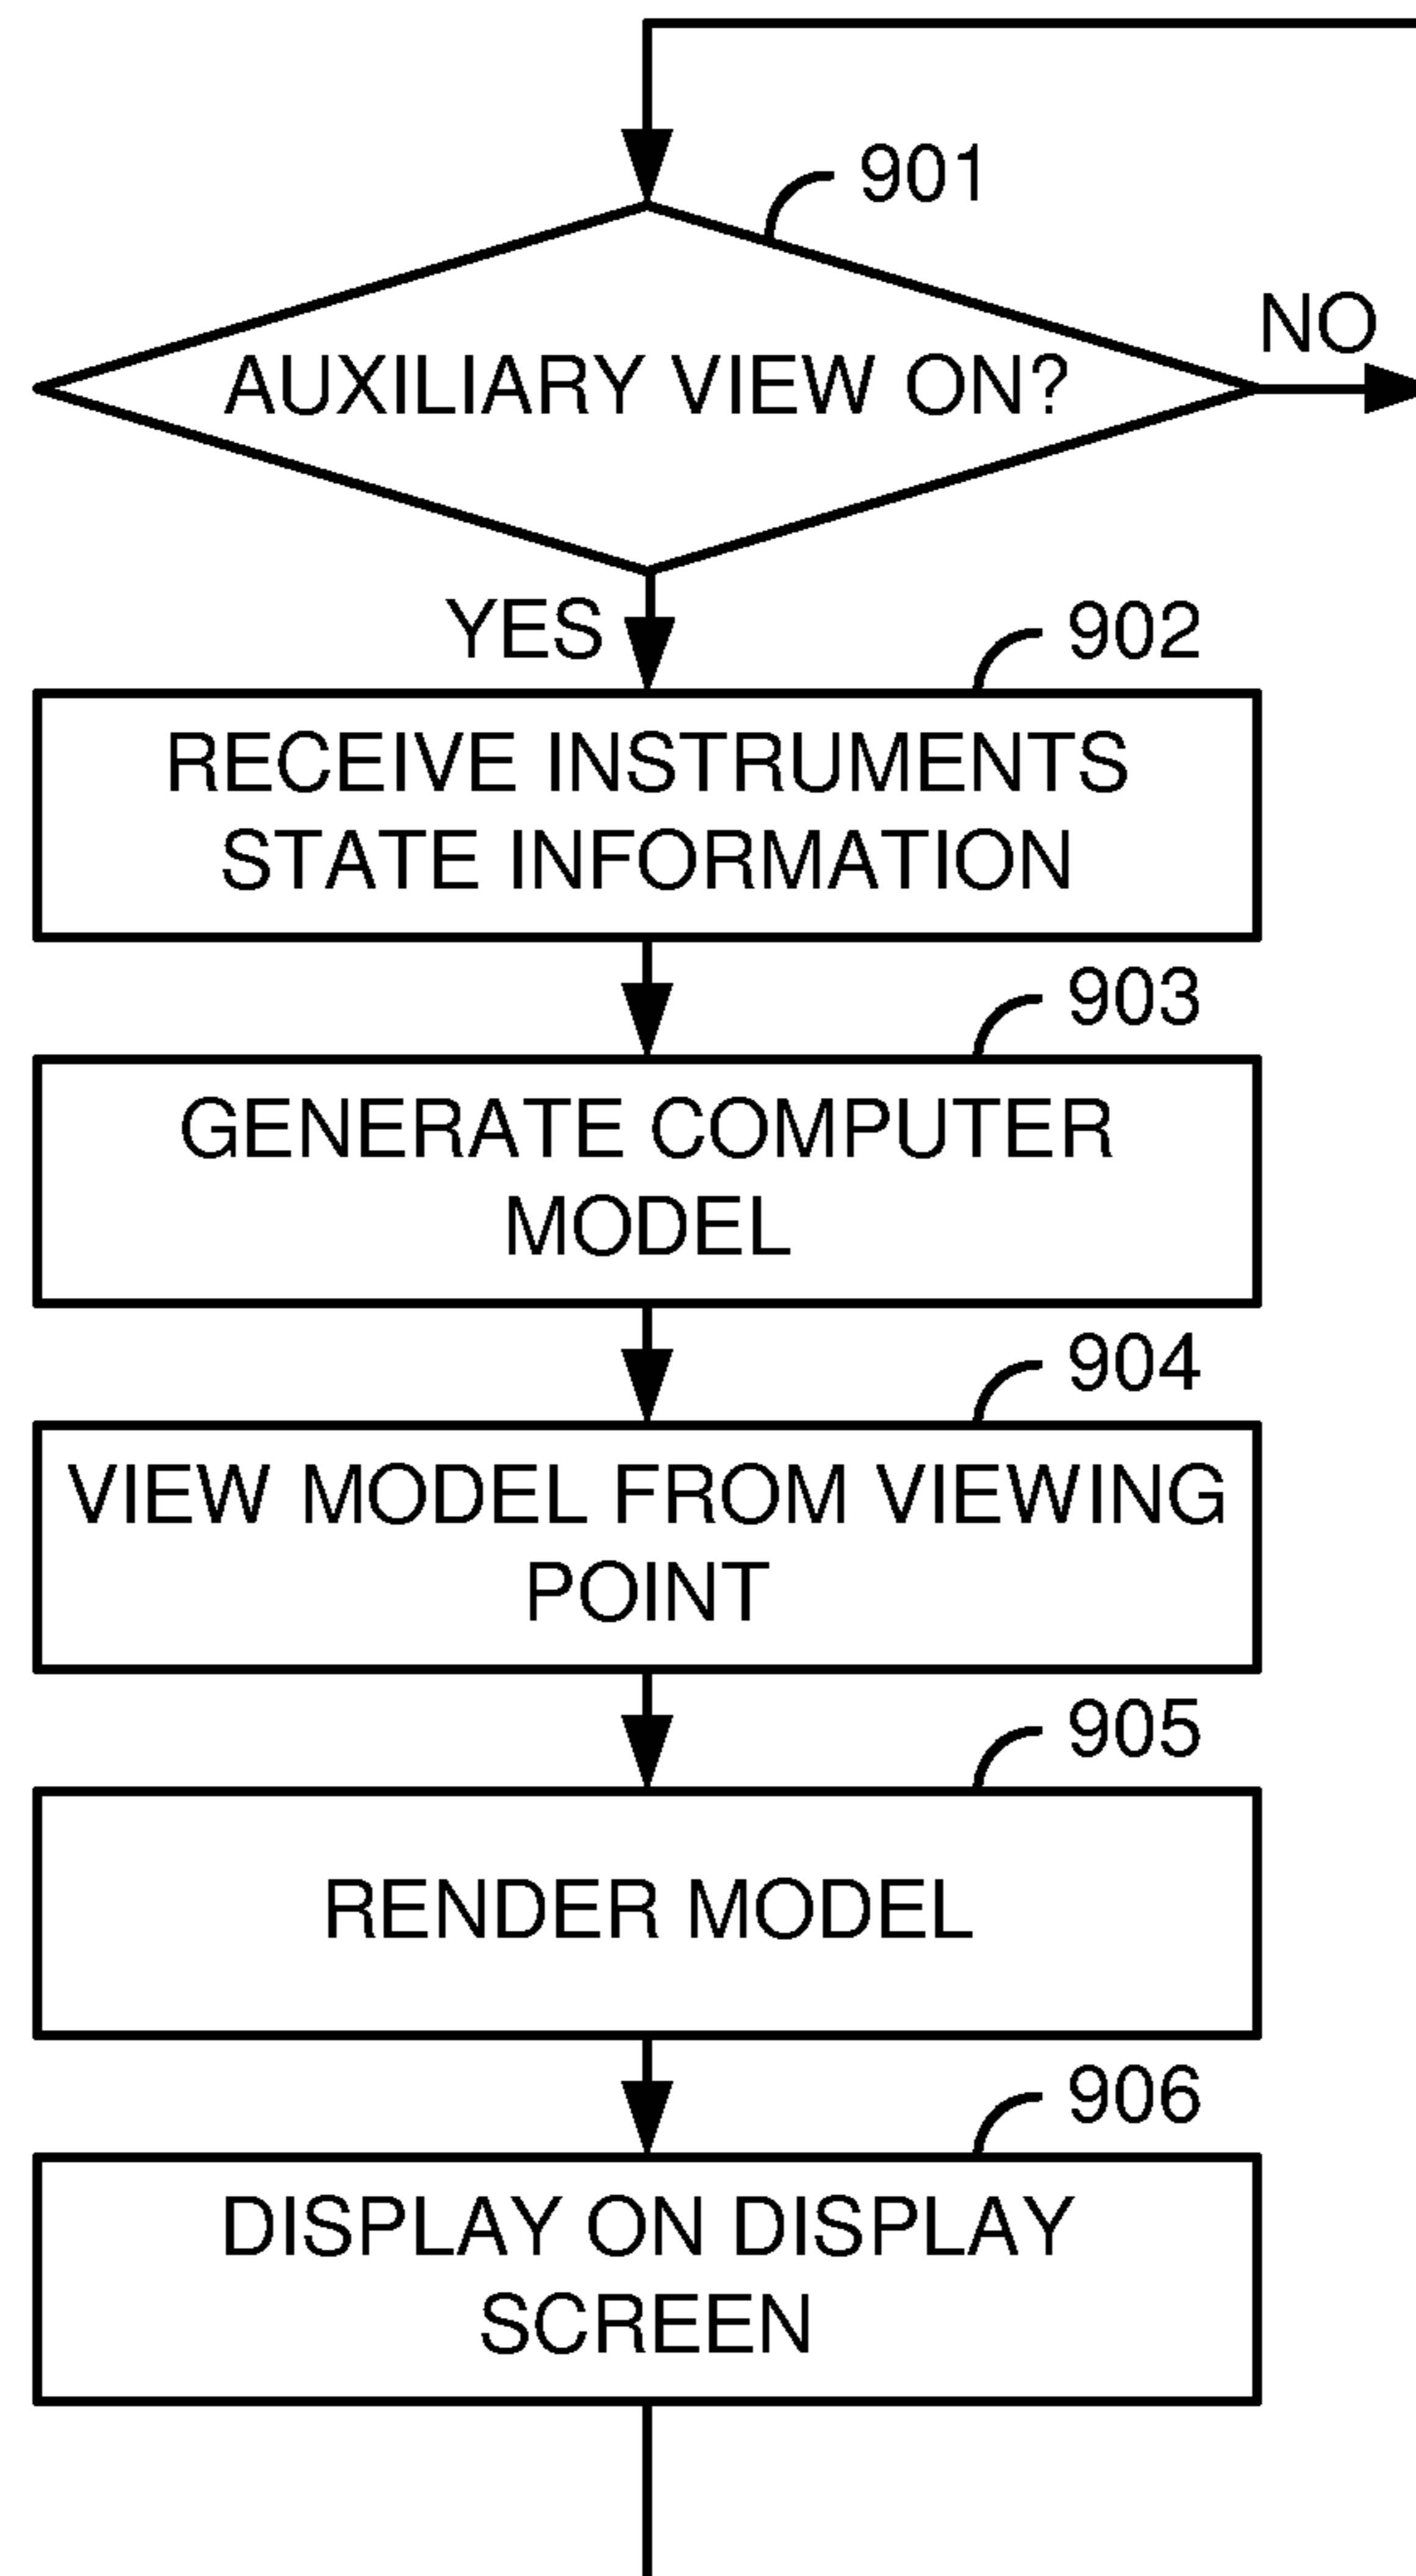 901
AUXILIARY VIEW ON?
NO
YES
902
RECEIVE INSTRUMENTS
STATE INFORMATION
903
GENERATE COMPUTER
MODEL
904
VIEW MODEL FROM VIEWING
POINT
905
RENDER MODEL
906
DISPLAY ON DISPLAY
SCREEN